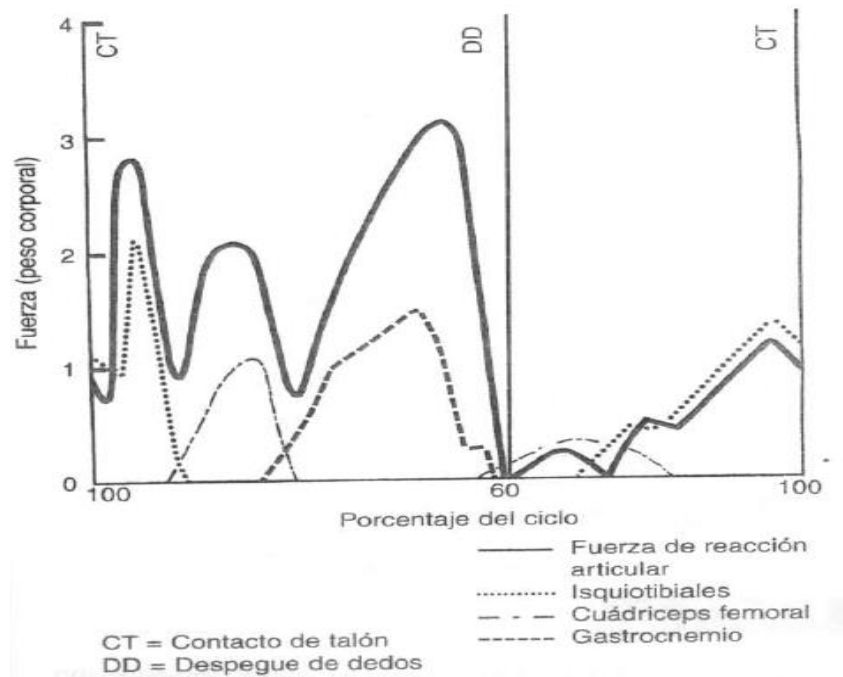 4
CT
DD
CT
3
2
1
0
Fuerza (peso corporal)
100
60
100
Porcentaje del ciclo
Fuerza de reacción
articular
Isquiotibiales
Cuádriceps femoral
Gastrocnemio
CT = Contacto de talón
DD = Despegue de dedos